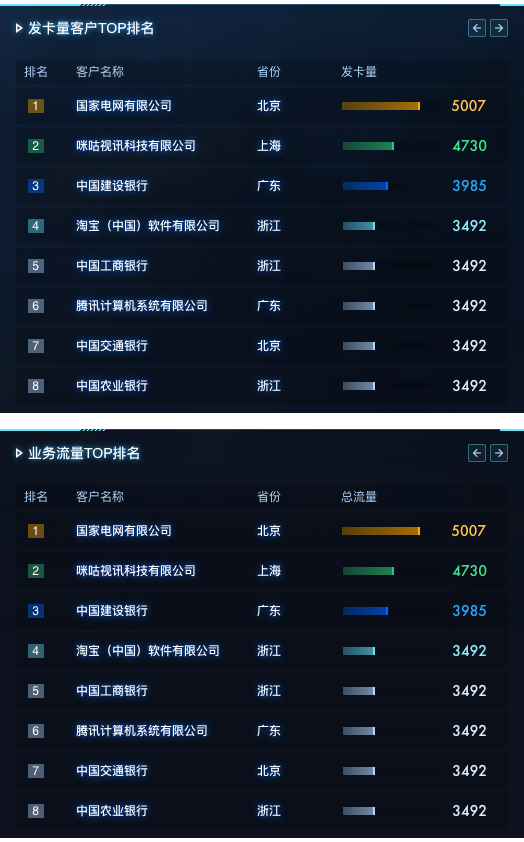 发卡量客户TOP排名
排名 客户名称 省份 发卡量
1 国家电网有限公司 北京 5007
2 咪咕视讯科技有限公司 上海 4730
3 中国建设银行 广东 3985
4 淘宝（中国）软件有限公司 浙江 3492
5 中国工商银行 浙江 3492
6 腾讯计算机系统有限公司 广东 3492
7 中国交通银行 北京 3492
8 中国农业银行 浙江 3492
业务流量TOP排名
排名 客户名称 省份 总流量
1 国家电网有限公司 北京 5007
2 咪咕视讯科技有限公司 上海 4730
3 中国建设银行 广东 3985
4 淘宝（中国）软件有限公司 浙江 3492
5 中国工商银行 浙江 3492
6 腾讯计算机系统有限公司 广东 3492
7 中国交通银行 北京 3492
8 中国农业银行 浙江 3492